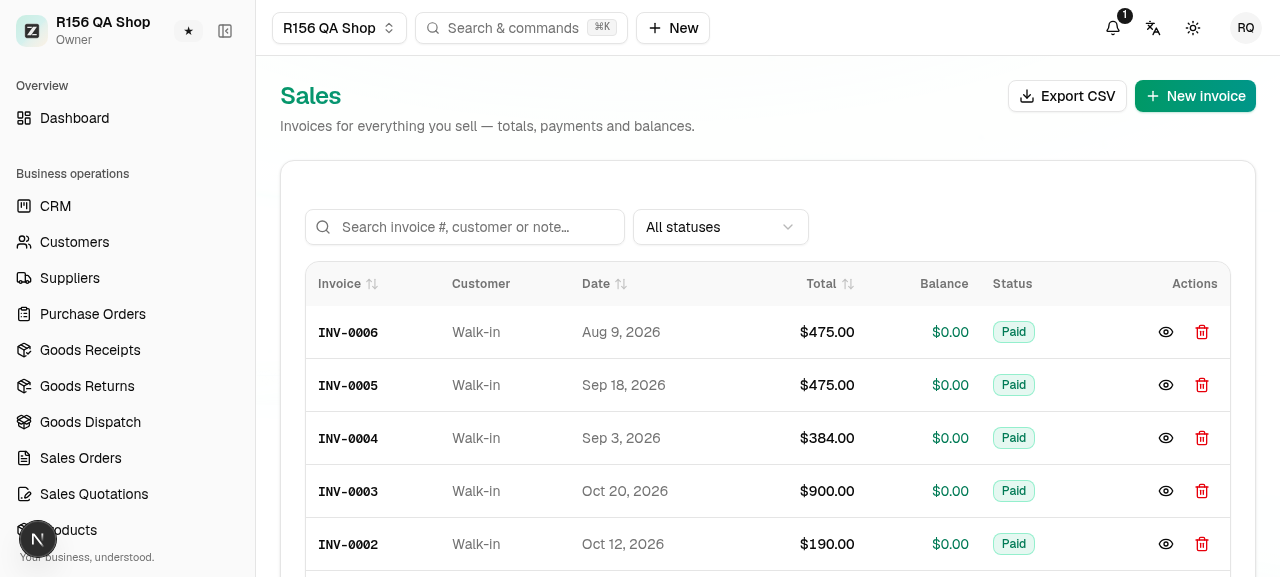 R156 QA Shop
Owner
★
R156 QA Shop
Search & commands
⌘K
New
1
RQ
Overview
Dashboard
Business operations
CRM
Customers
Suppliers
Purchase Orders
Goods Receipts
Goods Returns
Goods Dispatch
Sales Orders
Sales Quotations
N
Your business, understood.
Sales
Export CSV
New invoice
Invoices for everything you sell — totals, payments and balances.
Search invoice #, customer or note…
All statuses
Invoice Customer Date Total Balance Status Actions
INV-0006 Walk-in Aug 9, 2026 $475.00 $0.00 Paid
INV-0005 Walk-in Sep 18, 2026 $475.00 $0.00 Paid
INV-0004 Walk-in Sep 3, 2026 $384.00 $0.00 Paid
INV-0003 Walk-in Oct 20, 2026 $900.00 $0.00 Paid
INV-0002 Walk-in Oct 12, 2026 $190.00 $0.00 Paid